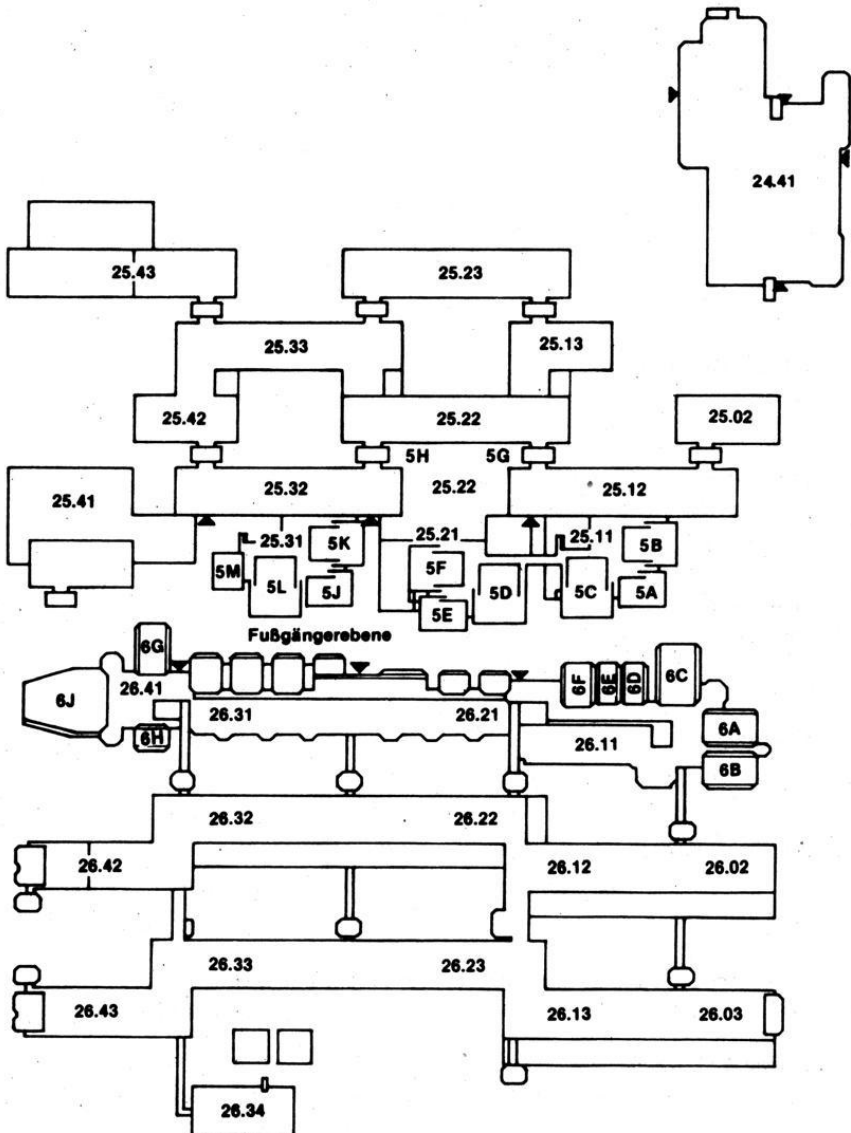 24.41
25.43
25.23
25.33
25.13
25.42
25.22
25.02
5H
5G
25.41
25.32
25.22
25.12
25.31
5K
25.21
25.11
5B
5M
5L
5J
5F
5D
5E
5C
5A
Fußgängerebene
6G
6J
26.41
6F
6E
6D
6C
26.31
26.21
6A
6H
26.11
6B
26.32
26.22
26.42
26.12
26.02
26.33
26.23
26.43
26.13
26.03
26.34